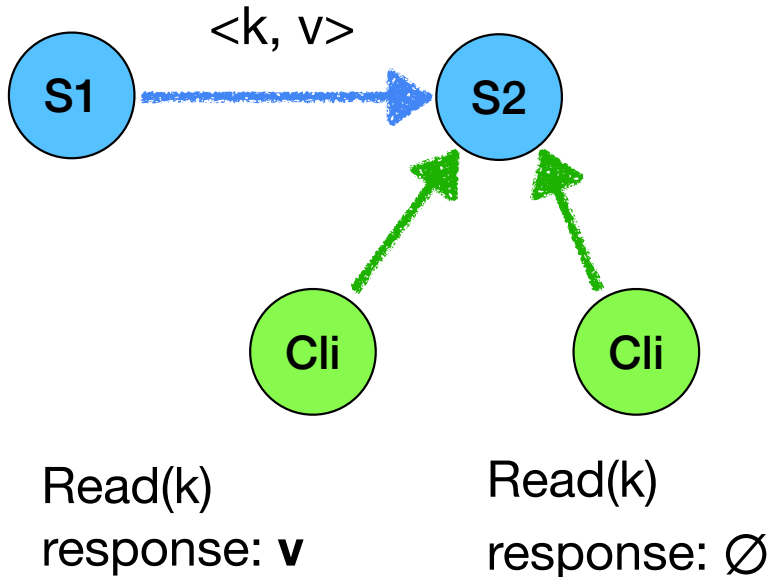 <k, v>
S1
S2
Cli
Cli
Read(k)
response: v
Read(k)
response: ∅